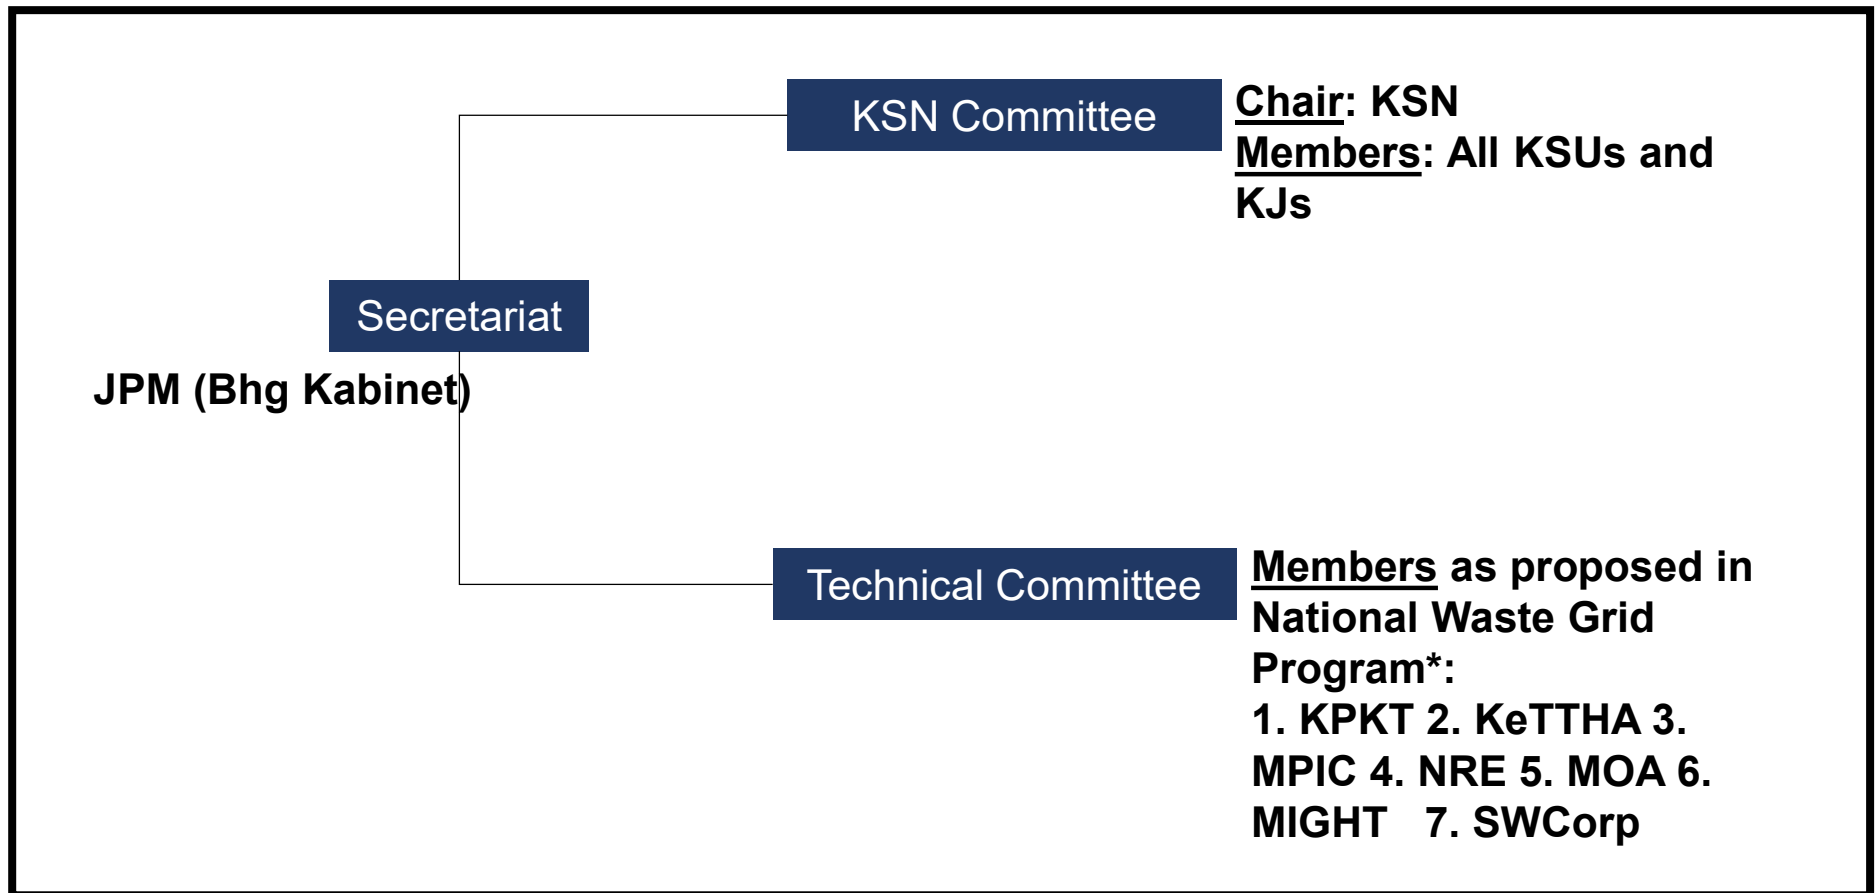 KSN Committee
Chair: KSN
Members: All KSUs and
KJs
Secretariat
JPM (Bhg Kabinet)
Technical Committee
Members as proposed in
National Waste Grid
Program*:
1. KPKT 2. KeTTHA 3.
MPIC 4. NRE 5. MOA 6.
MIGHT   7. SWCorp